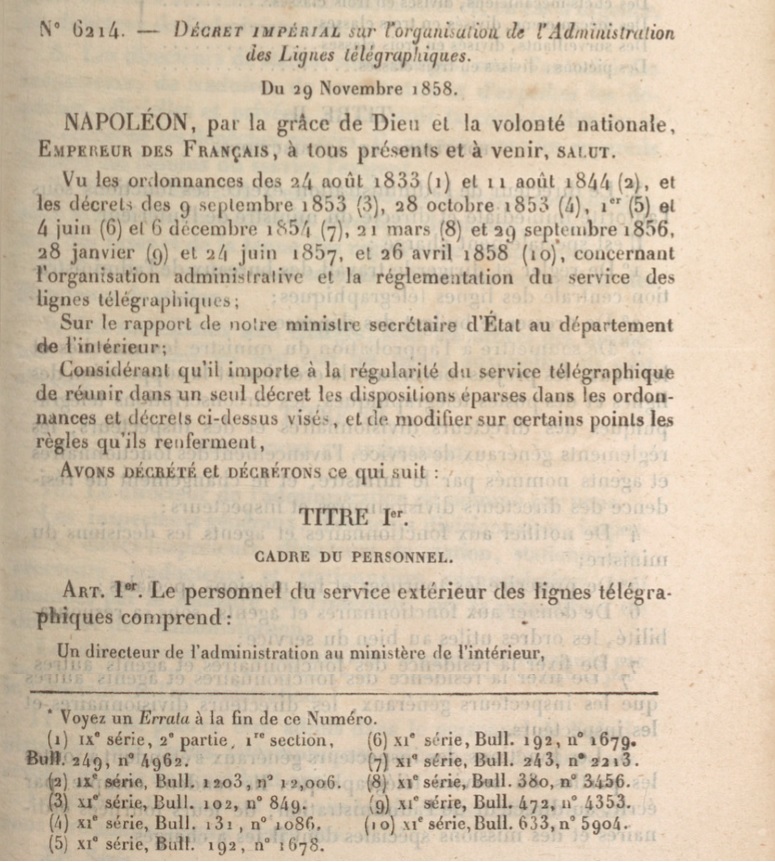 N° 6214. — DÉCRET IMPÉRIAL sur l'organisation de l'Administration
des Lignes télégraphiques.
Du 29 Novembre 1858.
NAPOLÉON, par la grâce de Dieu et la volonté nationale,
EMPEREUR DES FRANÇAIS, à tous présents et à venir, SALUT.
Vu les ordonnances des 24 août 1833 (1) et 11 août 1844 (2), et
les décrets des 9 septembre 1853 (3), 28 octobre 1853 (4), 1er (5) et
4 juin (6) et 6 décembre 1854 (7), 21 mars (8) et 29 septembre 1856,
28 janvier (9) et 24 juin 1857, et 26 avril 1858 (10)*, concernant
l'organisation administrative et la réglementation du service des
lignes télégraphiques;
Sur le rapport de notre ministre secrétaire d'État au département
de l'intérieur;
Considérant qu'il importe à la régularité du service télégraphique
de réunir dans un seul décret les dispositions éparses dans les ordon-
nances et décrets ci-dessus visés, et de modifier sur certains points les
règles qu'ils renferment,
AVONS DÉCRÉTÉ et DÉCRÉTONS ce qui suit :
TITRE Ier.
CADRE DU PERSONNEL.
ART. 1er. Le personnel du service extérieur des lignes télégra-
phiques comprend :
Un directeur de l'administration au ministère de l'intérieur,
* Voyez un Errata à la fin de ce Numéro.
(1) IXe série, 2e partie, 1re section,
Bull. 249, n° 4962.
(2) IXe série, Bull. 1203, n° 12,006.
(3) XIe série, Bull. 102, n° 849.
(4) XIe série, Bull. 131, n° 1086.
(5) XIe série, Bull. 192, n° 1678.
(6) XIe série, Bull. 192, n° 1679.
(7) XIe série, Bull. 243, n° 2213.
(8) XIe série, Bull. 380, n° 3456.
(9) XIe série, Bull. 472, n° 4353.
(10) XIe série, Bull. 633, n° 5904.